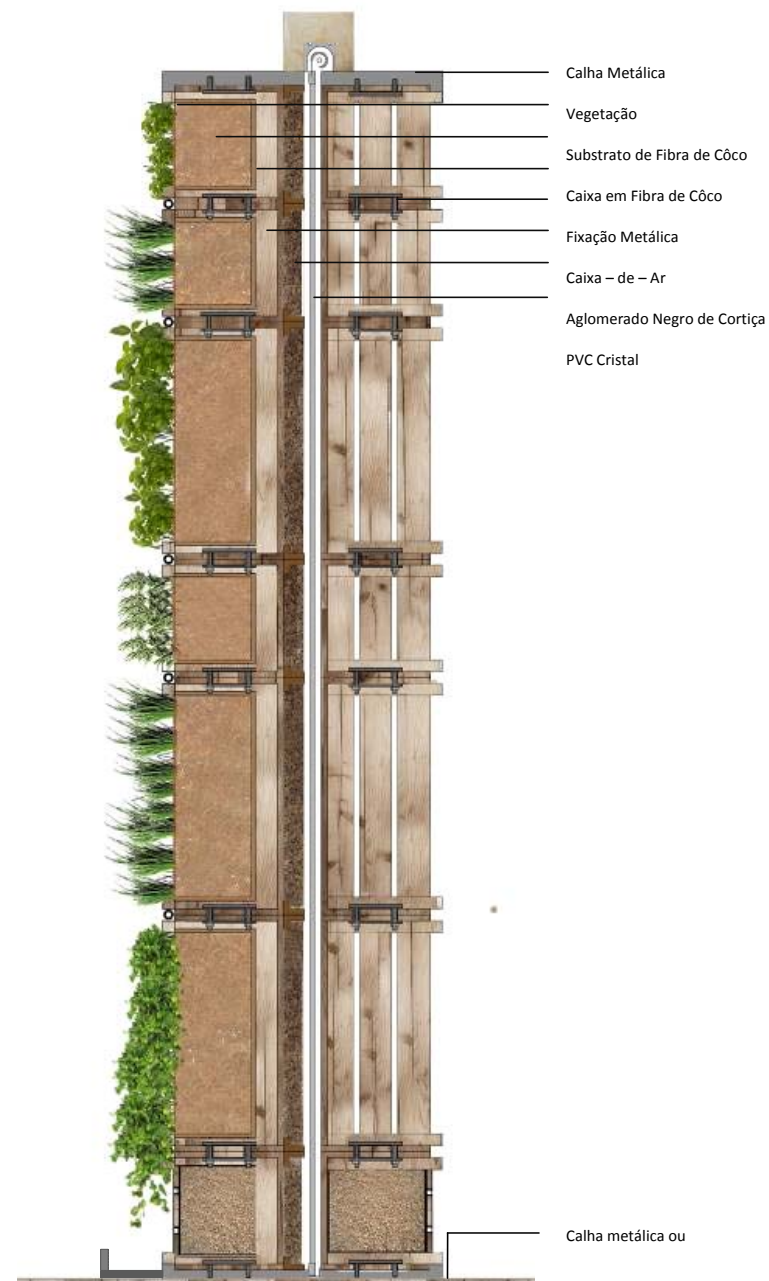 Calha Metálica
Vegetação
Substrato de Fibra de Côco
Caixa em Fibra de Côco
Fixação Metálica
Caixa – de – Ar
Aglomerado Negro de Cortiça
PVC Cristal
Calha metálica ou